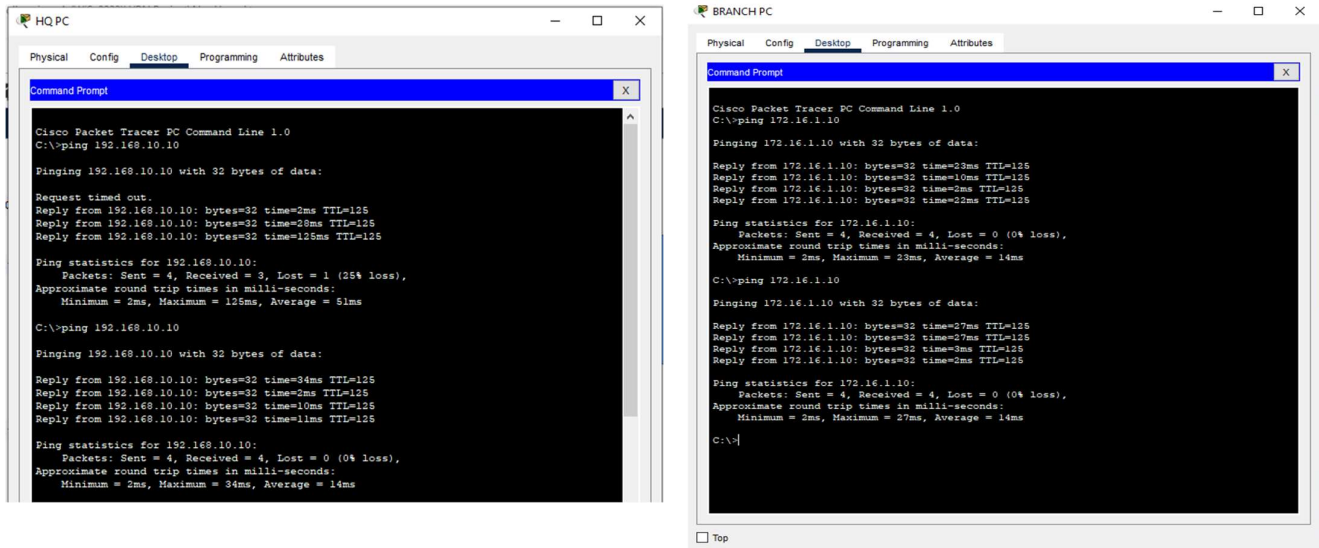 HQ PC
Physical Config Desktop Programming Attributes
Command Prompt X
Cisco Packet Tracer PC Command Line 1.0
C:\>ping 192.168.10.10
Pinging 192.168.10.10 with 32 bytes of data:
Request timed out.
Reply from 192.168.10.10: bytes=32 time=2ms TTL=125
Reply from 192.168.10.10: bytes=32 time=28ms TTL=125
Reply from 192.168.10.10: bytes=32 time=125ms TTL=125
Ping statistics for 192.168.10.10:
Packets: Sent = 4, Received = 3, Lost = 1 (25% loss),
Approximate round trip times in milli-seconds:
Minimum = 2ms, Maximum = 125ms, Average = 51ms
C:\>ping 192.168.10.10
Pinging 192.168.10.10 with 32 bytes of data:
Reply from 192.168.10.10: bytes=32 time=34ms TTL=125
Reply from 192.168.10.10: bytes=32 time=2ms TTL=125
Reply from 192.168.10.10: bytes=32 time=10ms TTL=125
Reply from 192.168.10.10: bytes=32 time=11ms TTL=125
Ping statistics for 192.168.10.10:
Packets: Sent = 4, Received = 4, Lost = 0 (0% loss),
Approximate round trip times in milli-seconds:
Minimum = 2ms, Maximum = 34ms, Average = 14ms
BRANCH PC
Physical Config Desktop Programming Attributes
Command Prompt X
Cisco Packet Tracer PC Command Line 1.0
C:\>ping 172.16.1.10
Pinging 172.16.1.10 with 32 bytes of data:
Reply from 172.16.1.10: bytes=32 time=23ms TTL=125
Reply from 172.16.1.10: bytes=32 time=10ms TTL=125
Reply from 172.16.1.10: bytes=32 time=2ms TTL=125
Reply from 172.16.1.10: bytes=32 time=22ms TTL=125
Ping statistics for 172.16.1.10:
Packets: Sent = 4, Received = 4, Lost = 0 (0% loss),
Approximate round trip times in milli-seconds:
Minimum = 2ms, Maximum = 23ms, Average = 14ms
C:\>ping 172.16.1.10
Pinging 172.16.1.10 with 32 bytes of data:
Reply from 172.16.1.10: bytes=32 time=27ms TTL=125
Reply from 172.16.1.10: bytes=32 time=27ms TTL=125
Reply from 172.16.1.10: bytes=32 time=3ms TTL=125
Reply from 172.16.1.10: bytes=32 time=2ms TTL=125
Ping statistics for 172.16.1.10:
Packets: Sent = 4, Received = 4, Lost = 0 (0% loss),
Approximate round trip times in milli-seconds:
Minimum = 2ms, Maximum = 27ms, Average = 14ms
C:\>
Top